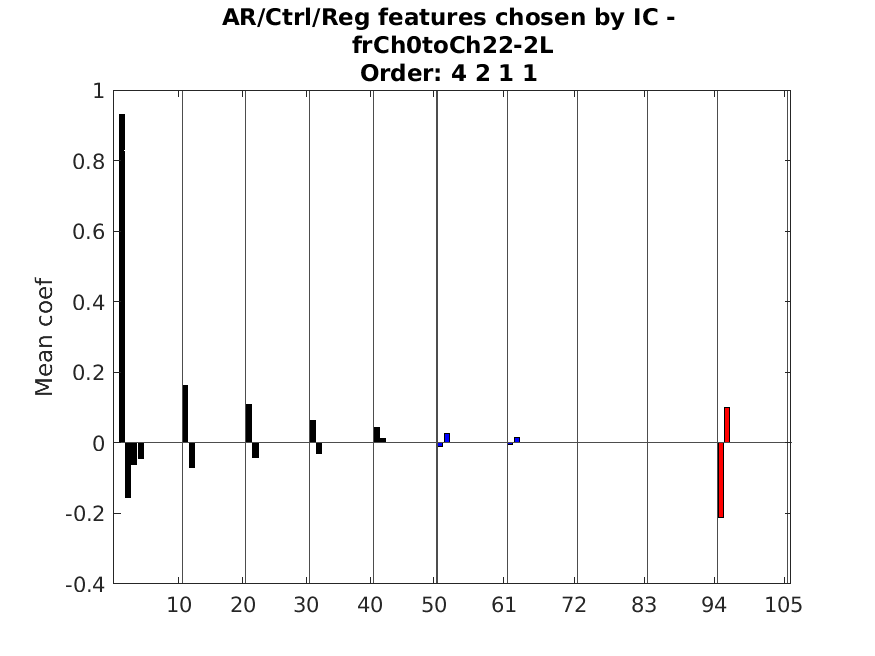 AR/Ctrl/Reg features chosen by IC -
frCh0toCh22-2L
Order: 4 2 1 1
1
0.8
0.6
0.4
0.2
0
-0.2
-0.4
Mean coef
10 20 30 40 50 61 72 83 94 105